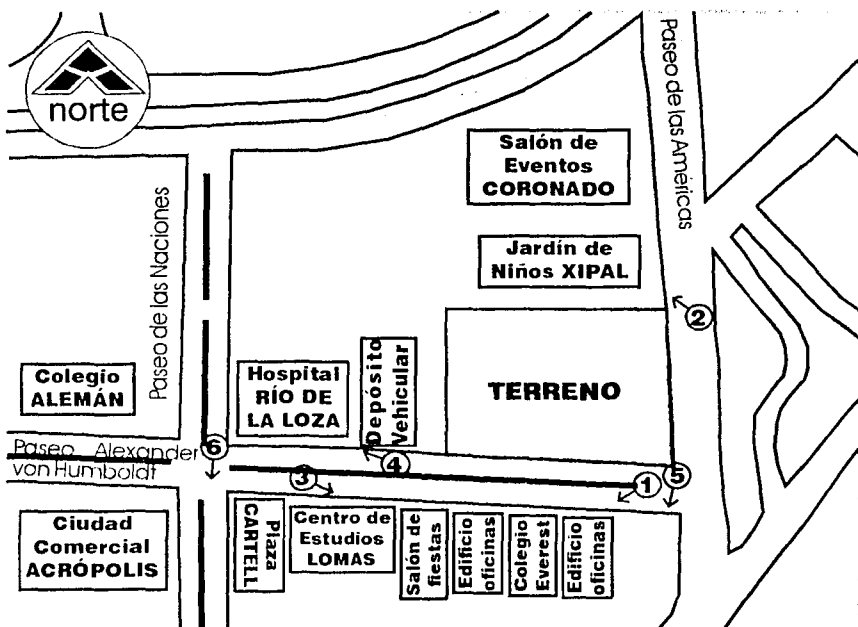 norte
Paseo de las Américas
Salón de
Eventos
CORONADO
Jardín de
Niños XIPAL
Paseo de las Naciones
2
Colegio
ALEMÁN
Hospital
RÍO DE
LA LOZA
Depósito
Vehicular
TERRENO
Paseo Alexander
von Humboldt
6
4
3
1
5
Ciudad
Comercial
ACRÓPOLIS
Plaza
CARTELL
Centro de
Estudios
LOMAS
Salón de
fiestas
Edificio
oficinas
Colegio
Everest
Edificio
oficinas